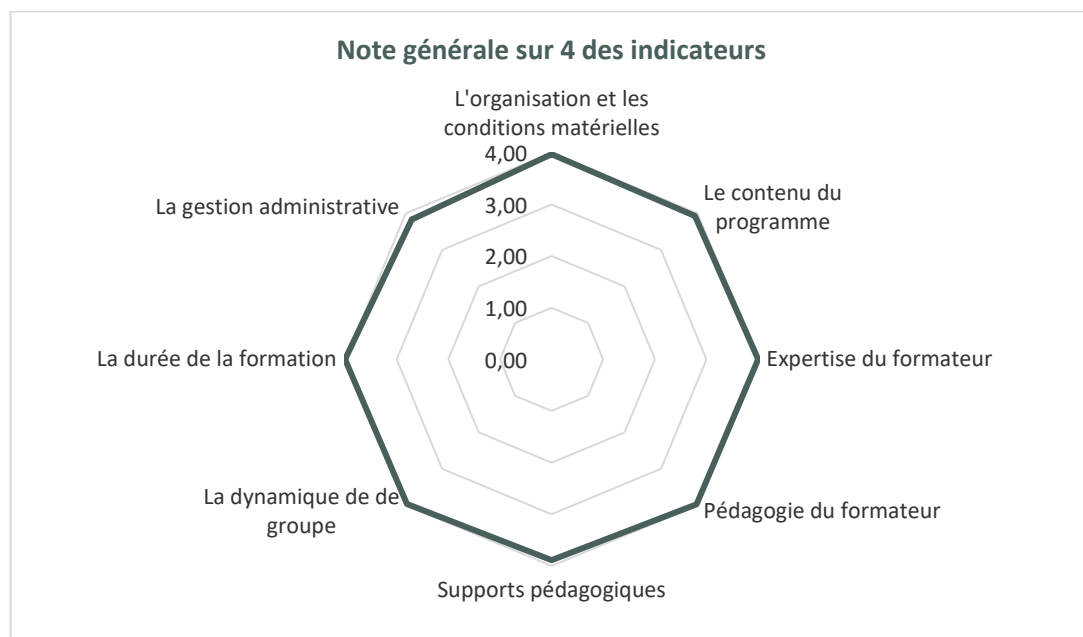 Note générale sur 4 des indicateurs
L'organisation et les
conditions matérielles
4,00
3,00
2,00
1,00
0,00
Le contenu du
programme
Expertise du formateur
Pédagogie du formateur
Supports pédagogiques
La dynamique de de
groupe
La durée de la formation
La gestion administrative